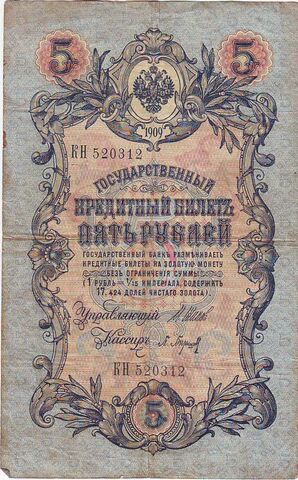 5 5
1909
КН 520312
ГОСУДАРСТВЕННЫЙ
КРЕДИТНЫЙ БИЛЕТЪ
ПЯТЬ РУБЛЕЙ
ГОСУДАРСТВЕННЫЙ БАНКЪ РАЗМѢНИВАЕТЪ
КРЕДИТНЫЕ БИЛЕТЫ НА ЗОЛОТУЮ МОНЕТУ
БЕЗЪ ОГРАНИЧЕНІЯ СУММЫ
(1 РУБЛЬ = 1/15 ИМПЕРІАЛА, СОДЕРЖИТЪ
17,424 ДОЛЕЙ ЧИСТАГО ЗОЛОТА).
Управляющій
Кассиръ
КН 520312
5